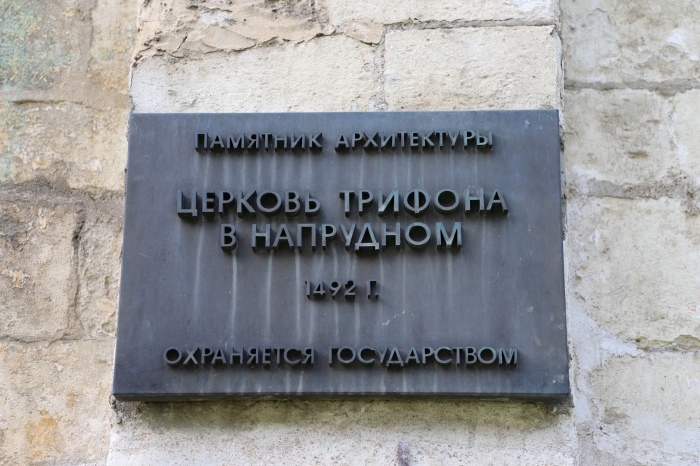 ПАМЯТНИК АРХИТЕКТУРЫ
ЦЕРКОВЬ ТРИФОНА
В НАПРУДНОМ
1492 Г.
ОХРАНЯЕТСЯ ГОСУДАРСТВОМ